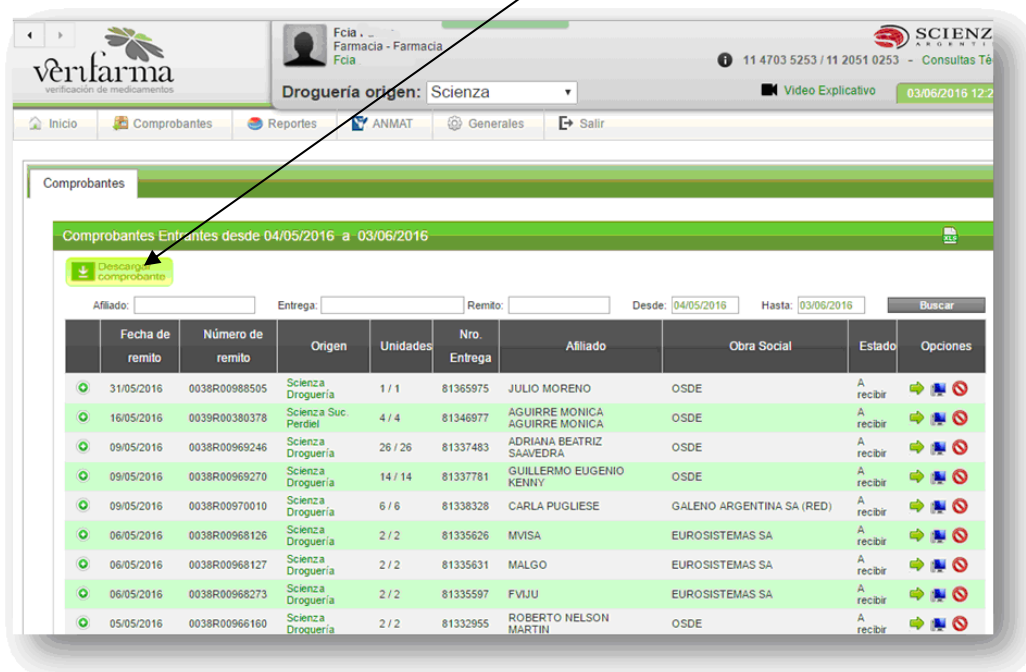 Fcia
SCIENZ
ARGENTI
Farmacia - Farmacia
Fcia
11 4703 5253 / 11 2051 0253 - Consultas Té
verifarma
verificación de medicamentos
Droguería origen: Scienza
Video Explicativo
03/06/2016 12:2
Inicio Comprobantes Reportes ANMAT Generales Salir
Comprobantes
Comprobantes Entrantes desde 04/05/2016 a 03/06/2016
XLS
Descargar
comprobante
Afiliado: Entrega: Remito: Desde: 04/05/2016 Hasta: 03/06/2016 Buscar
Fecha de remito Número de remito Origen Unidades Nro. Entrega Afiliado Obra Social Estado Opciones
31/05/2016 0038R00988505 Scienza Droguería 1 / 1 81365975 JULIO MORENO OSDE A recibir
16/05/2016 0039R00380378 Scienza Suc. Perdiel 4 / 4 81346977 AGUIRRE MONICA AGUIRRE MONICA OSDE A recibir
09/05/2016 0038R00969246 Scienza Droguería 26 / 26 81337483 ADRIANA BEATRIZ SAAVEDRA OSDE A recibir
09/05/2016 0038R00969270 Scienza Droguería 14 / 14 81337781 GUILLERMO EUGENIO KENNY OSDE A recibir
09/05/2016 0038R00970010 Scienza Droguería 6 / 6 81338328 CARLA PUGLIESE GALENO ARGENTINA SA (RED) A recibir
06/05/2016 0038R00968126 Scienza Droguería 2 / 2 81335626 MVISA EUROSISTEMAS SA A recibir
06/05/2016 0038R00968127 Scienza Droguería 2 / 2 81335631 MALGO EUROSISTEMAS SA A recibir
06/05/2016 0038R00968273 Scienza Droguería 2 / 2 81335597 FVIJU EUROSISTEMAS SA A recibir
05/05/2016 0038R00966160 Scienza Droguería 2 / 2 81332955 ROBERTO NELSON MARTIN OSDE A recibir